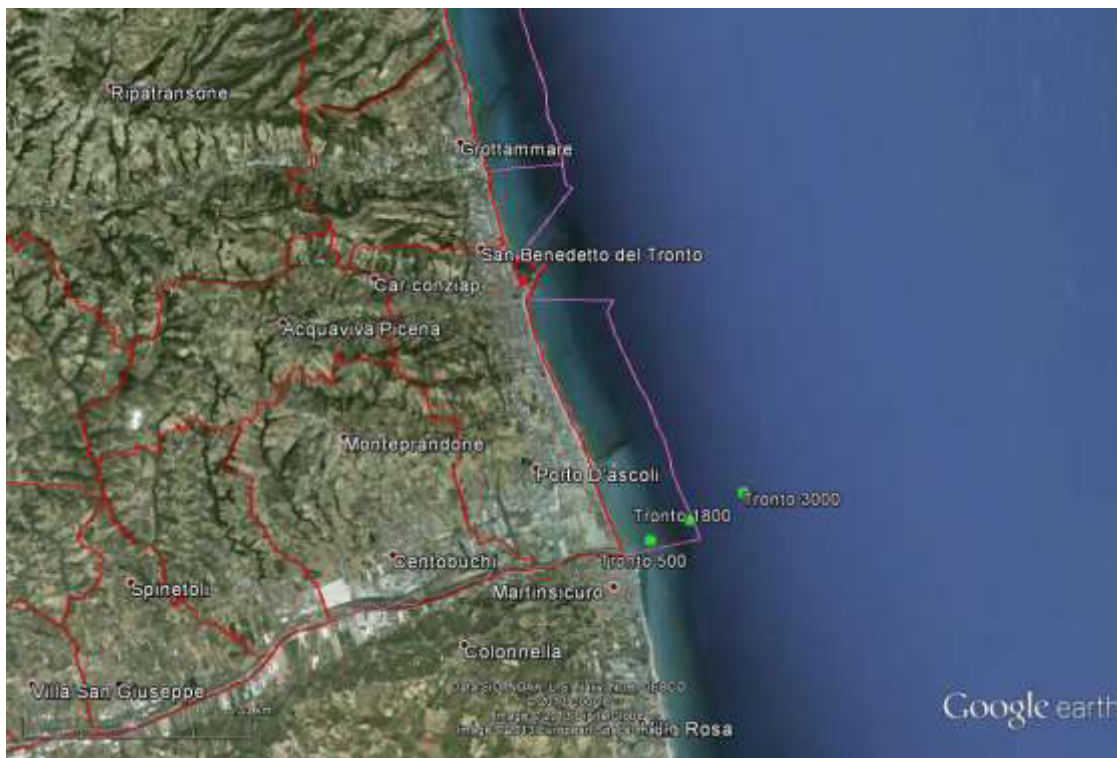 Ripatransone
Grottammare
San Benedetto del Tronto
Acquaviva Picena
Monteprandone
Porto D'ascoli
Tronto 3000
Tronto 1800
Tronto 500
Centobuchi
Martinsicuro
Spinetoli
Colonnella
Villa San Giuseppe
Rosa
Google earth